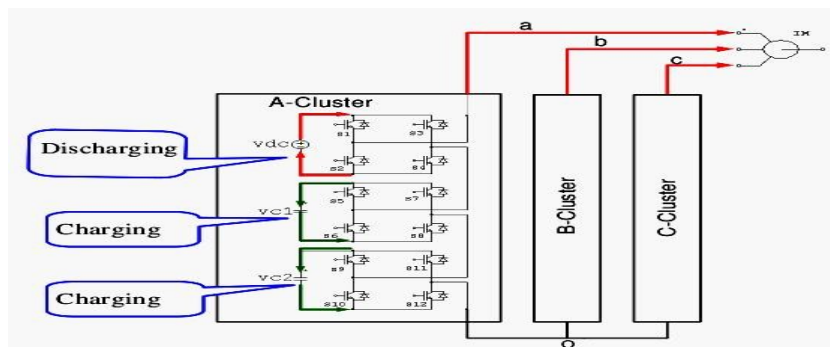 a
IM
b
c
A-Cluster
S1
S3
Discharging
vdc
S2
S4
S5
S7
vc1
Charging
S6
S8
B-Cluster
C-Cluster
S9
S11
vc2
Charging
S10
S12
O